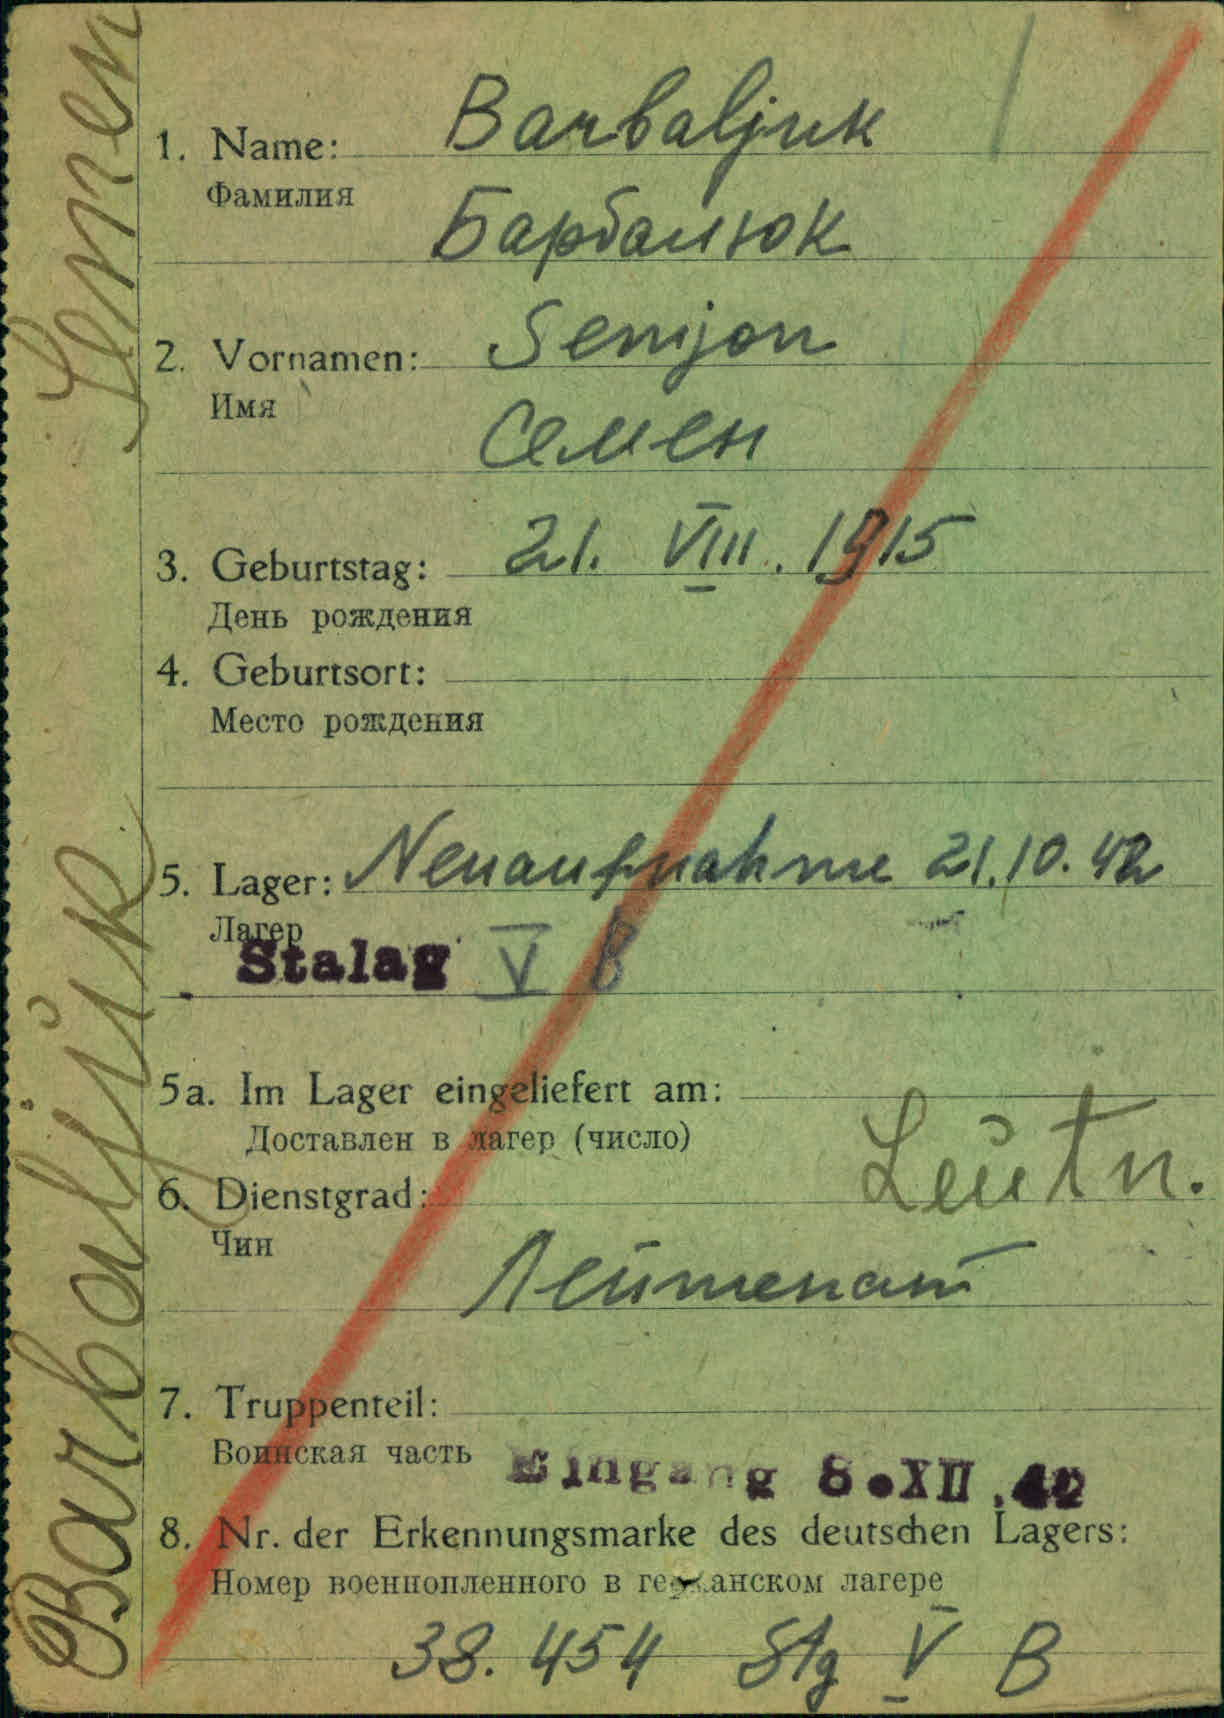 Barbaljuk Semen
1. Name: Barbaljuk
Фамилия
Барбалюк
2. Vornamen: Semjon
Имя
Семен
3. Geburtstag: 21. VIII. 1915
День рождения
4. Geburtsort:
Место рождения
5. Lager: Neuaufnahme 21.10.42
Лагер
Stalag V B
5a. Im Lager eingeliefert am:
Доставлен в лагер (число)
6. Dienstgrad: Leutn.
Чин
Лейтенант
7. Truppenteil:
Воинская часть
Eingang 8.XII.42
8. Nr. der Erkennungsmarke des deutschen Lagers:
Номер военнопленного в германском лагере
38.454 Stg V B